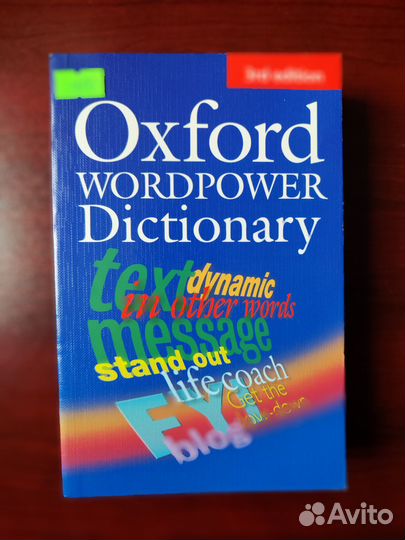 3rd edition
Oxford
WORDPOWER
Dictionary
text
dynamic
in other words
message
stand out
life coach
FYI
Get the
blog
Avito